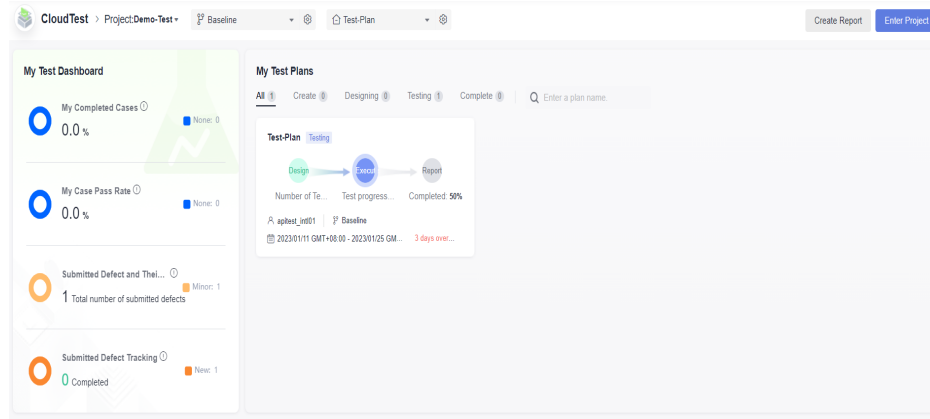 CloudTest > Project:Demo-Test Baseline Test-Plan Create Report Enter Project
My Test Dashboard
My Completed Cases
0.0 %
None: 0
My Case Pass Rate
0.0 %
None: 0
Submitted Defect and Thei...
1 Total number of submitted defects
Minor: 1
Submitted Defect Tracking
0 Completed
New: 1
My Test Plans
All 1 Create 0 Designing 0 Testing 1 Complete 0 Enter a plan name.
Test-Plan Testing
Design Execut Report
Number of Te... Test progress... Completed: 50%
apitest_intl01 Baseline
2023/01/11 GMT+08:00 - 2023/01/25 GM... 3 days over...